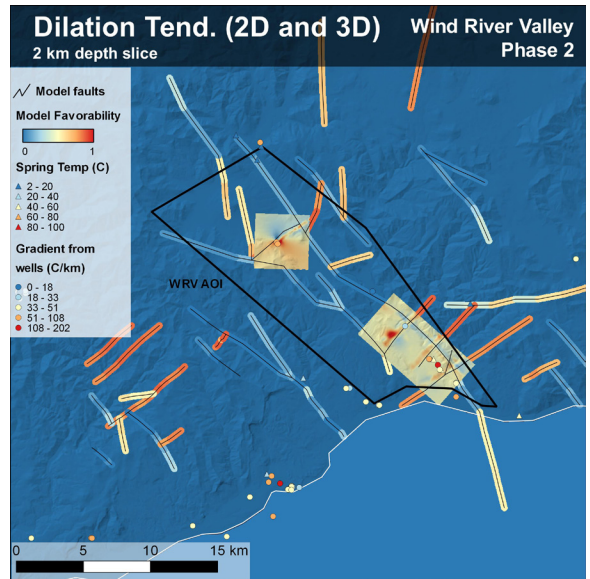 Dilation Tend. (2D and 3D)
2 km depth slice
Wind River Valley
Phase 2
Model faults
Model Favorability
0 1
Spring Temp (C)
2 - 20
20 - 40
40 - 60
60 - 80
80 - 100
Gradient from
wells (C/km)
0 - 18
18 - 33
33 - 51
51 - 108
108 - 202
WRV AOI
0 5 10 15 km